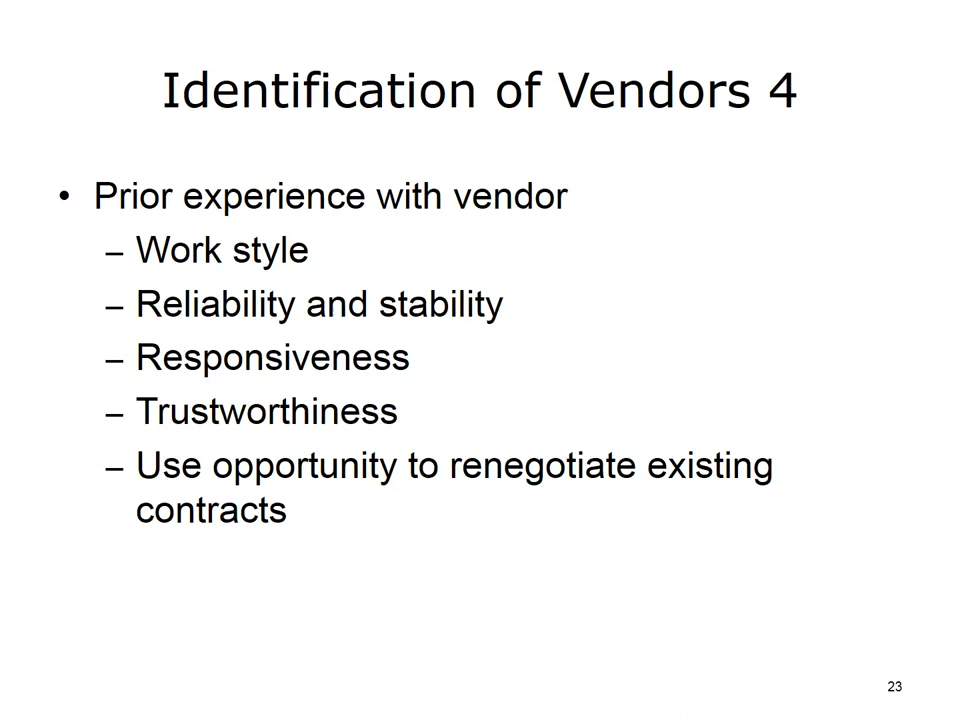 Identification of Vendors 4
• Prior experience with vendor
– Work style
– Reliability and stability
– Responsiveness
– Trustworthiness
– Use opportunity to renegotiate existing
contracts
23